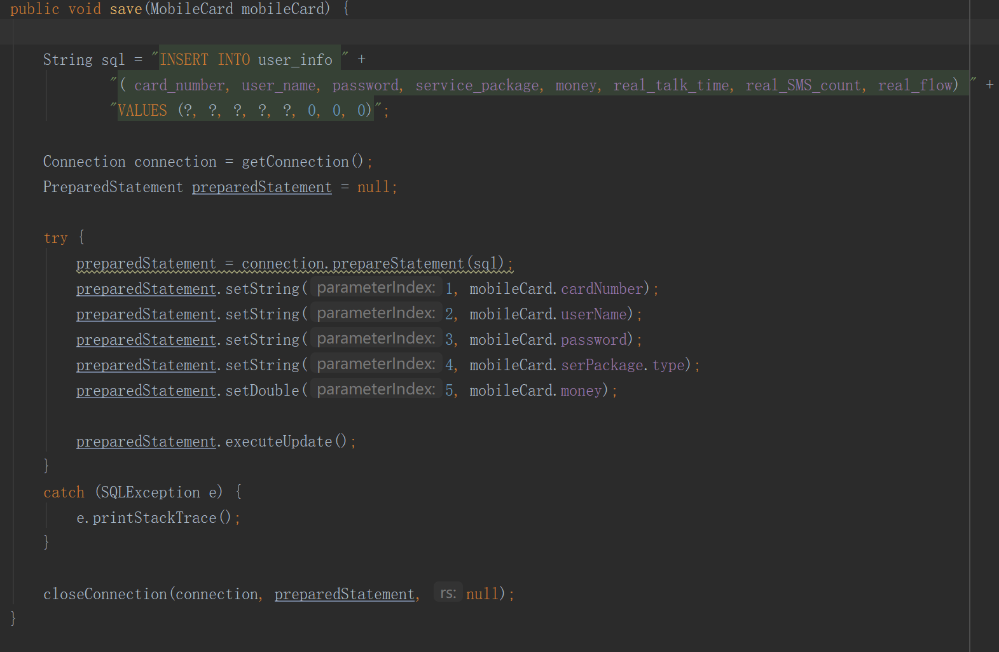 public void save(MobileCard mobileCard) {
String sql = "INSERT INTO user_info " +
"( card_number, user_name, password, service_package, money, real_talk_time, real_SMS_count, real_flow) " +
"VALUES (?, ?, ?, ?, ?, 0, 0, 0)";
Connection connection = getConnection();
PreparedStatement preparedStatement = null;
try {
preparedStatement = connection.prepareStatement(sql);
preparedStatement.setString( parameterIndex: 1, mobileCard.cardNumber);
preparedStatement.setString( parameterIndex: 2, mobileCard.userName);
preparedStatement.setString( parameterIndex: 3, mobileCard.password);
preparedStatement.setString( parameterIndex: 4, mobileCard.serPackage.type);
preparedStatement.setDouble( parameterIndex: 5, mobileCard.money);
preparedStatement.executeUpdate();
}
catch (SQLException e) {
e.printStackTrace();
}
closeConnection(connection, preparedStatement, rs: null);
}